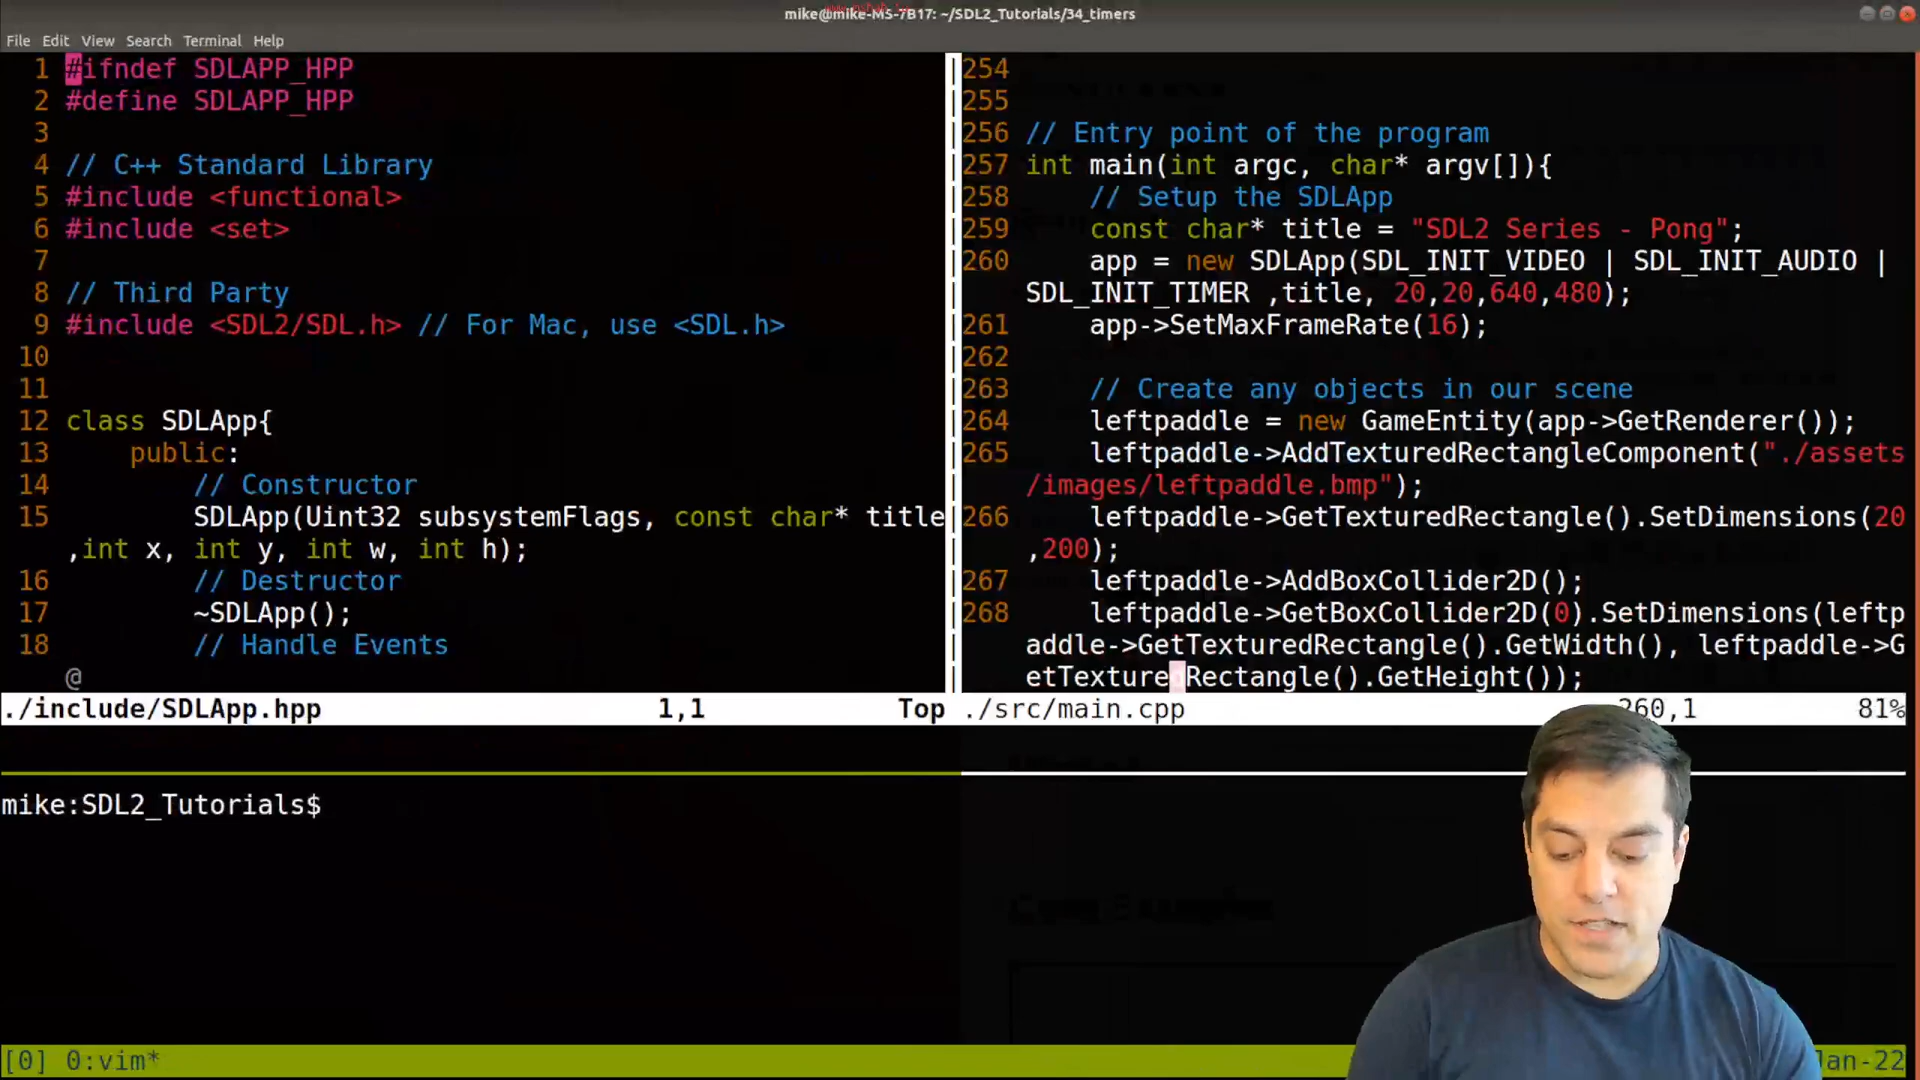 mike@mike-MS-7B17: ~/SDL2_Tutorials/34_timers
File Edit View Search Terminal Help
1 #ifndef SDLAPP_HPP
2 #define SDLAPP_HPP
3
4 // C++ Standard Library
5 #include <functional>
6 #include <set>
7
8 // Third Party
9 #include <SDL2/SDL.h> // For Mac, use <SDL.h>
10
11
12 class SDLApp{
13 public:
14 // Constructor
15 SDLApp(Uint32 subsystemFlags, const char* title
,int x, int y, int w, int h);
16 // Destructor
17 ~SDLApp();
18 // Handle Events
@
./include/SDLApp.hpp 1,1 Top
254
255
256 // Entry point of the program
257 int main(int argc, char* argv[]){
258 // Setup the SDLApp
259 const char* title = "SDL2 Series - Pong";
260 app = new SDLApp(SDL_INIT_VIDEO | SDL_INIT_AUDIO |
SDL_INIT_TIMER ,title, 20,20,640,480);
261 app->SetMaxFrameRate(16);
262
263 // Create any objects in our scene
264 leftpaddle = new GameEntity(app->GetRenderer());
265 leftpaddle->AddTexturedRectangleComponent("./assets
/images/leftpaddle.bmp");
266 leftpaddle->GetTexturedRectangle().SetDimensions(20
,200);
267 leftpaddle->AddBoxCollider2D();
268 leftpaddle->GetBoxCollider2D(0).SetDimensions(leftp
addle->GetTexturedRectangle().GetWidth(), leftpaddle->G
etTextured​Rectangle().GetHeight());
./src/main.cpp 260,1 81%
mike:SDL2_Tutorials$
[0] 0:vim*
Jan-22